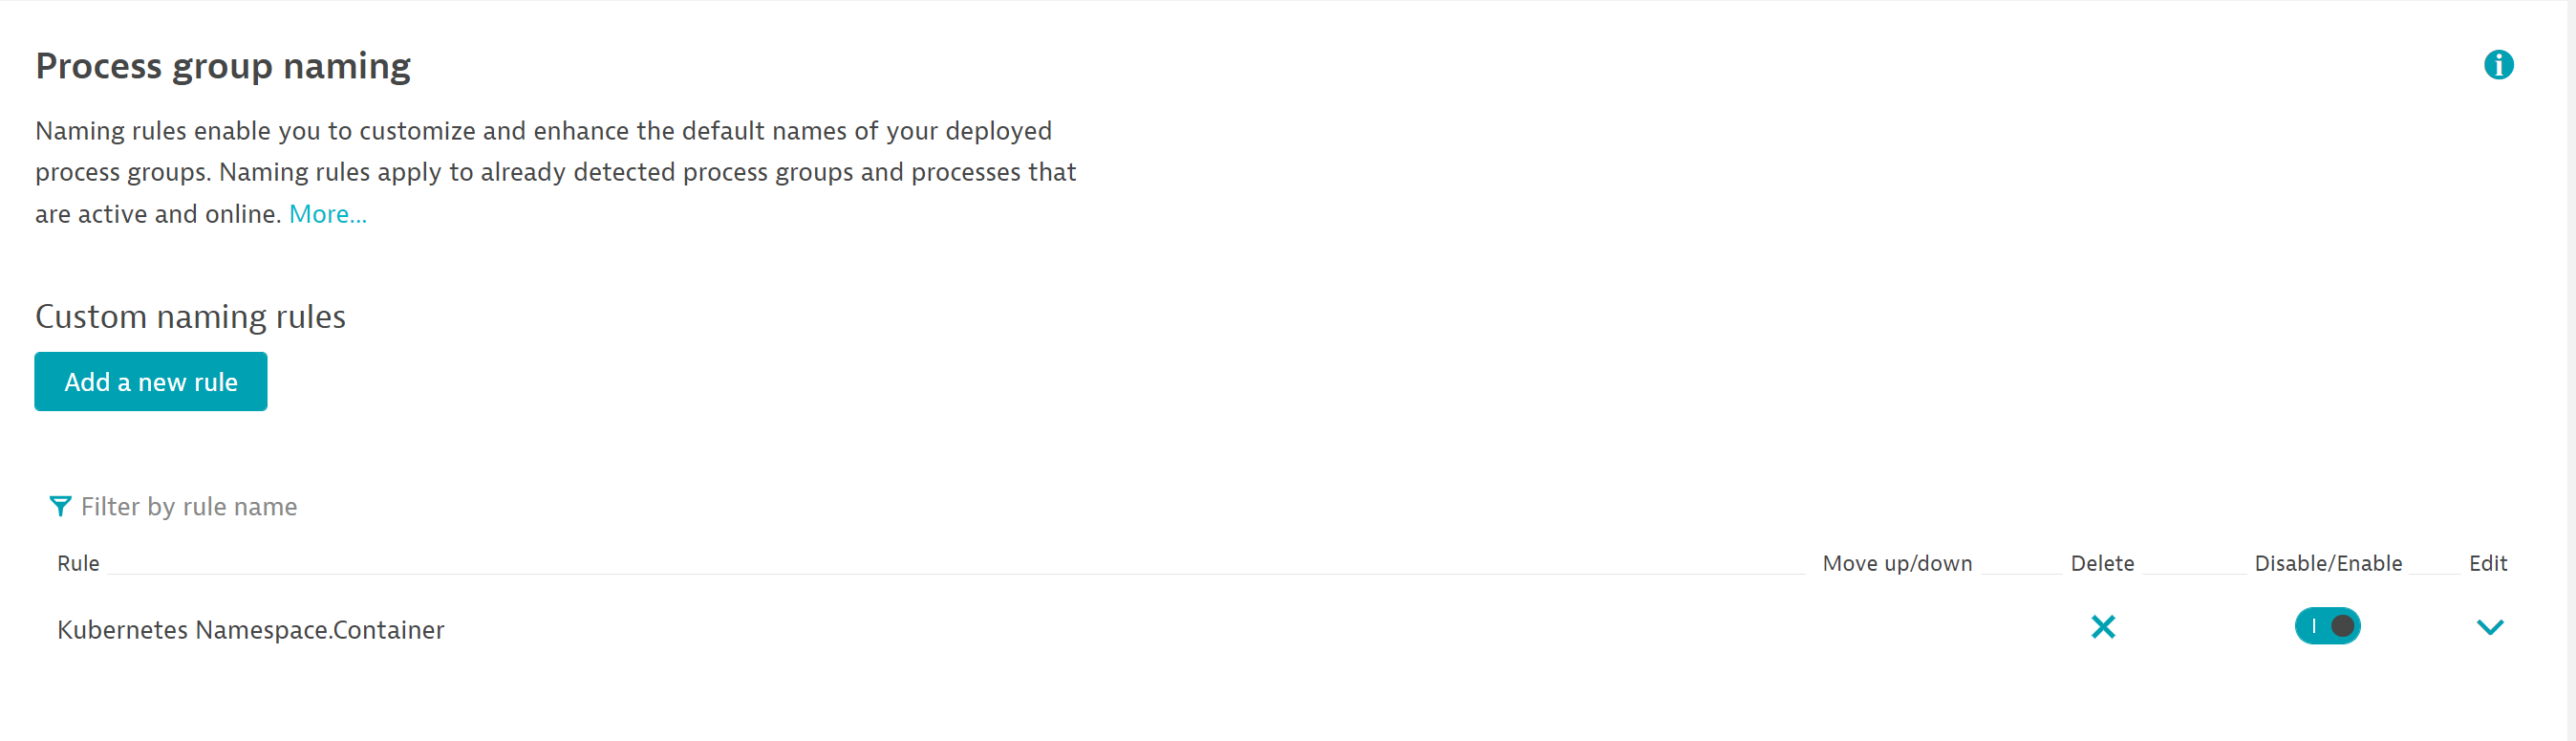 Process group naming
Naming rules enable you to customize and enhance the default names of your deployed
process groups. Naming rules apply to already detected process groups and processes that
are active and online. More...
Custom naming rules
Add a new rule
Filter by rule name
Rule Move up/down Delete Disable/Enable Edit
Kubernetes Namespace.Container